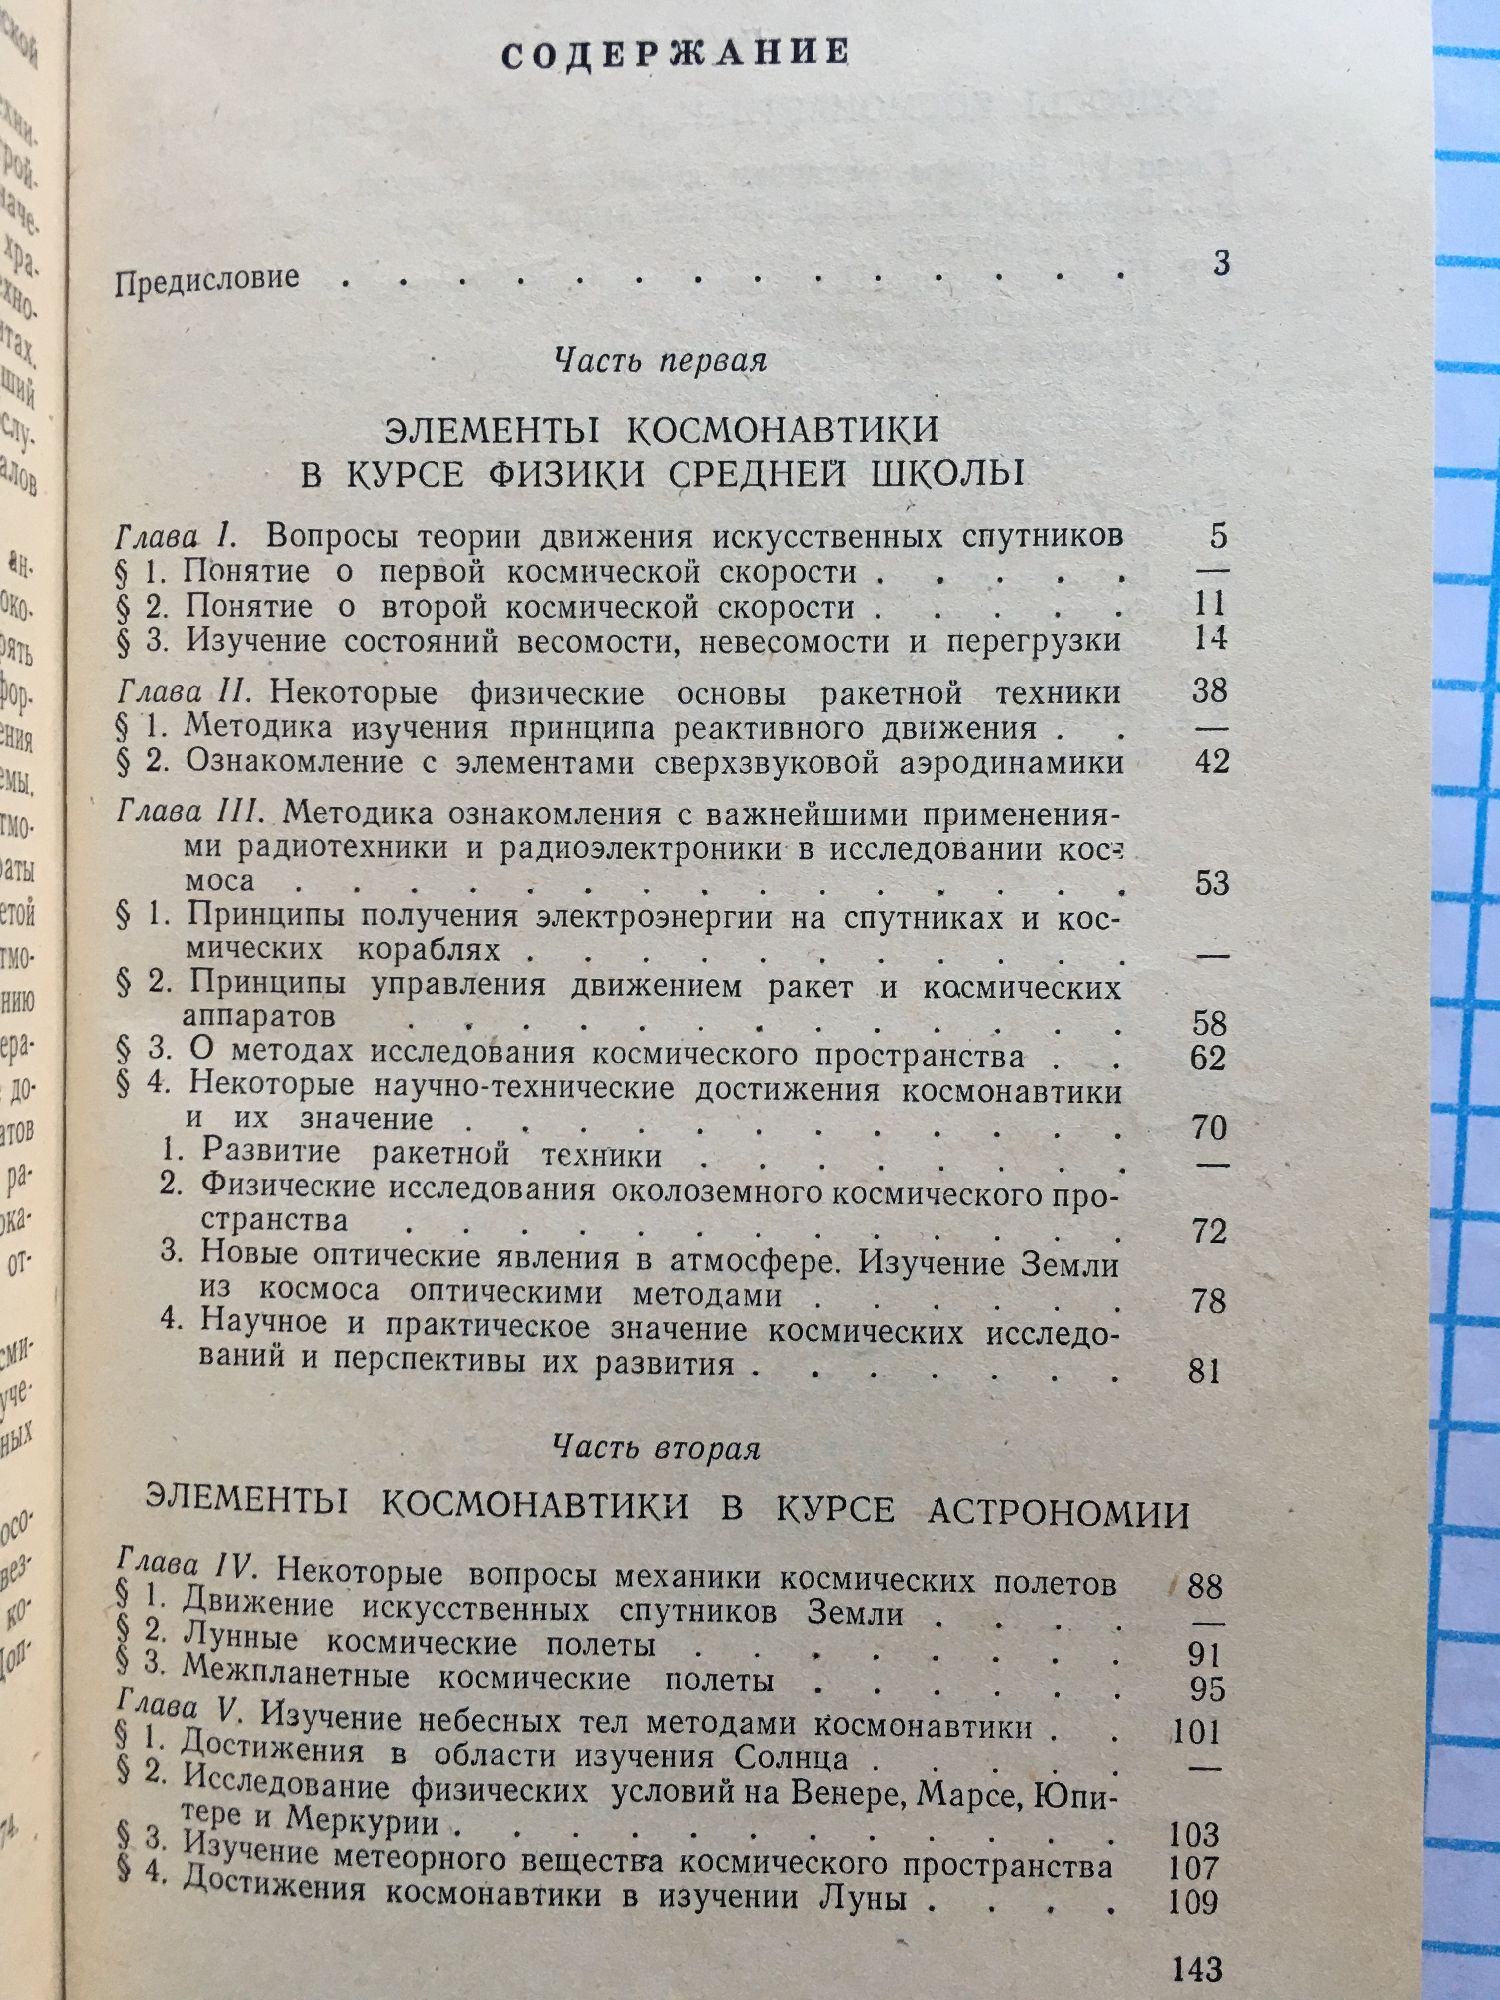 СОДЕРЖАНИЕ
Предисловие . . . . . . . . . . . . . . 3
Часть первая
ЭЛЕМЕНТЫ КОСМОНАВТИКИ
В КУРСЕ ФИЗИКИ СРЕДНЕЙ ШКОЛЫ
Глава I. Вопросы теории движения искусственных спутников 5
§ 1. Понятие о первой космической скорости . . . . . —
§ 2. Понятие о второй космической скорости . . . . . 11
§ 3. Изучение состояний весомости, невесомости и перегрузки 14
Глава II. Некоторые физические основы ракетной техники 38
§ 1. Методика изучения принципа реактивного движения . . —
§ 2. Ознакомление с элементами сверхзвуковой аэродинамики 42
Глава III. Методика ознакомления с важнейшими применения-
ми радиотехники и радиоэлектроники в исследовании кос-
моса . . . . . . . . . . . . . . . 53
§ 1. Принципы получения электроэнергии на спутниках и кос-
мических кораблях . . . . . . . . . . . —
§ 2. Принципы управления движением ракет и космических
аппаратов . . . . . . . . . . . . . 58
§ 3. О методах исследования космического пространства . . 62
§ 4. Некоторые научно-технические достижения космонавтики
и их значение . . . . . . . . . . . . 70
1. Развитие ракетной техники . . . . . . . . —
2. Физические исследования околоземного космического про-
странства . . . . . . . . . . . . . 72
3. Новые оптические явления в атмосфере. Изучение Земли
из космоса оптическими методами . . . . . . 78
4. Научное и практическое значение космических исследо-
ваний и перспективы их развития . . . . . . . 81
Часть вторая
ЭЛЕМЕНТЫ КОСМОНАВТИКИ В КУРСЕ АСТРОНОМИИ
Глава IV. Некоторые вопросы механики космических полетов 88
§ 1. Движение искусственных спутников Земли . . . . —
§ 2. Лунные космические полеты . . . . . . . . 91
§ 3. Межпланетные космические полеты . . . . . . 95
Глава V. Изучение небесных тел методами космонавтики . . 101
§ 1. Достижения в области изучения Солнца . . . . . —
§ 2. Исследование физических условий на Венере, Марсе, Юпи-
тере и Меркурии . . . . . . . . . . . . 103
§ 3. Изучение метеорного вещества космического пространства 107
§ 4. Достижения космонавтики в изучении Луны . . . . 109
143